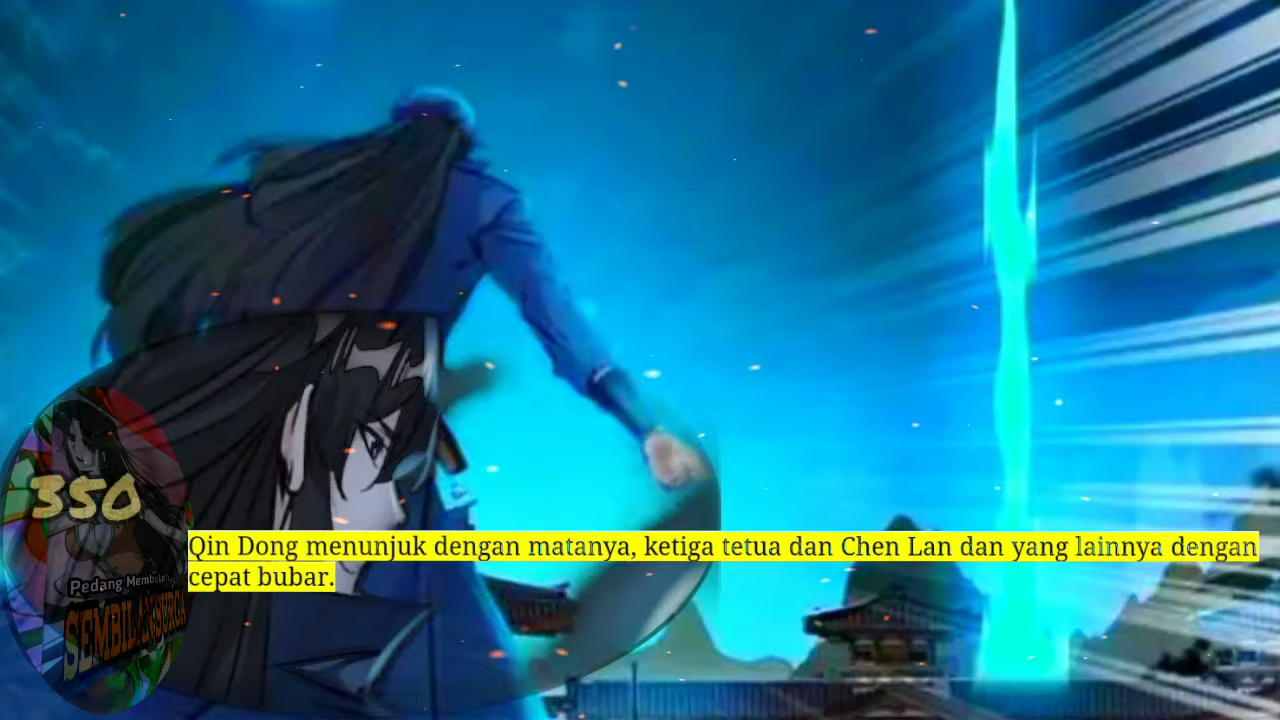 350
Pedang Membelah
SEMBILAN SURGA
Qin Dong menunjuk dengan matanya, ketiga tetua dan Chen Lan dan yang lainnya dengan
cepat bubar.